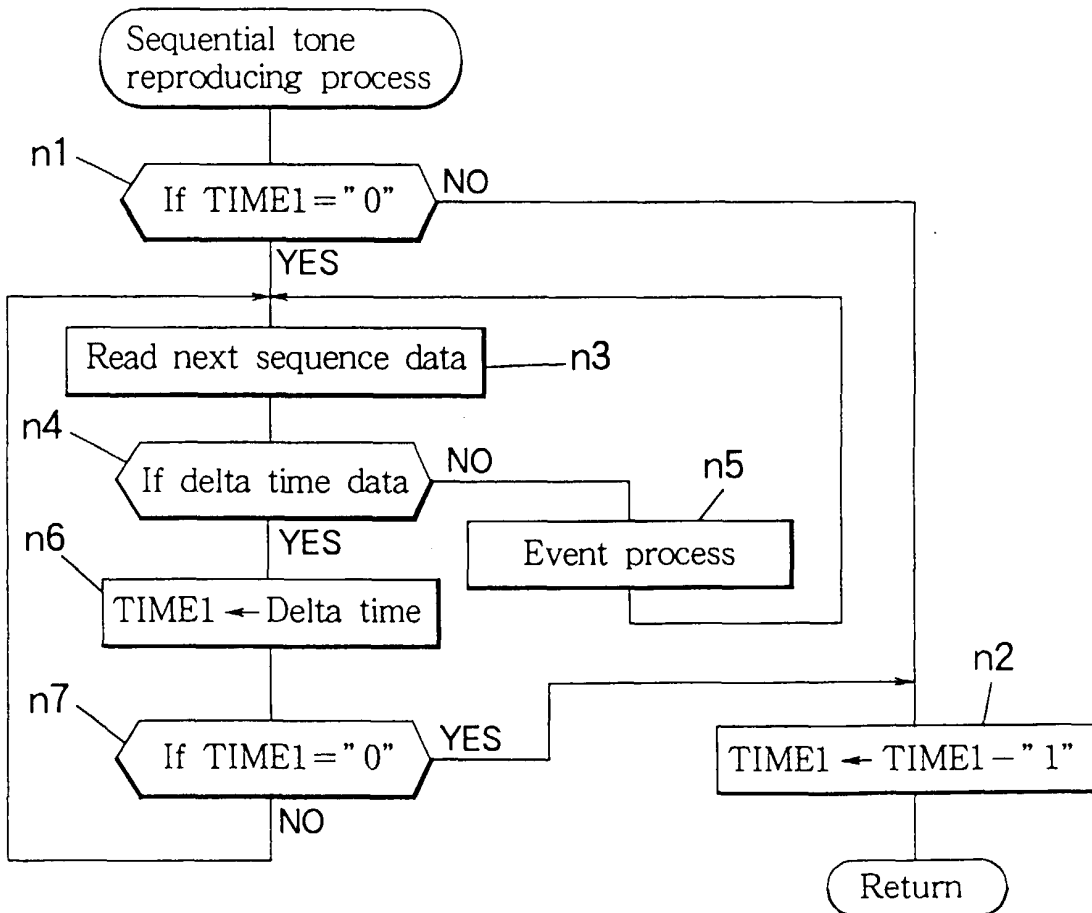 Sequential tone
reproducing process
n1
If TIME1="0"
NO
YES
Read next sequence data
n3
n4
If delta time data
NO
n5
YES
Event process
n6
TIME1 ← Delta time
n7
If TIME1="0"
YES
NO
n2
TIME1 ← TIME1-"1"
Return